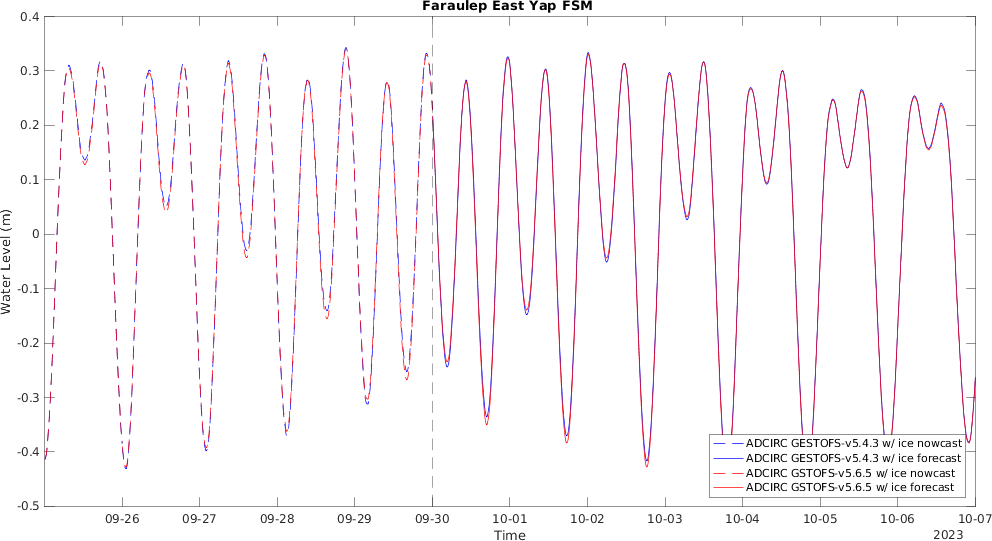 Faraulep East Yap FSM
0.4
0.3
0.2
0.1
0
-0.1
-0.2
-0.3
-0.4
-0.5
Water Level (m)
ADCIRC GESTOFS-v5.4.3 w/ ice nowcast
ADCIRC GESTOFS-v5.4.3 w/ ice forecast
ADCIRC GSTOFS-v5.6.5 w/ ice nowcast
ADCIRC GSTOFS-v5.6.5 w/ ice forecast
09-26 09-27 09-28 09-29 09-30 10-01 10-02 10-03 10-04 10-05 10-06 10-07
Time
2023